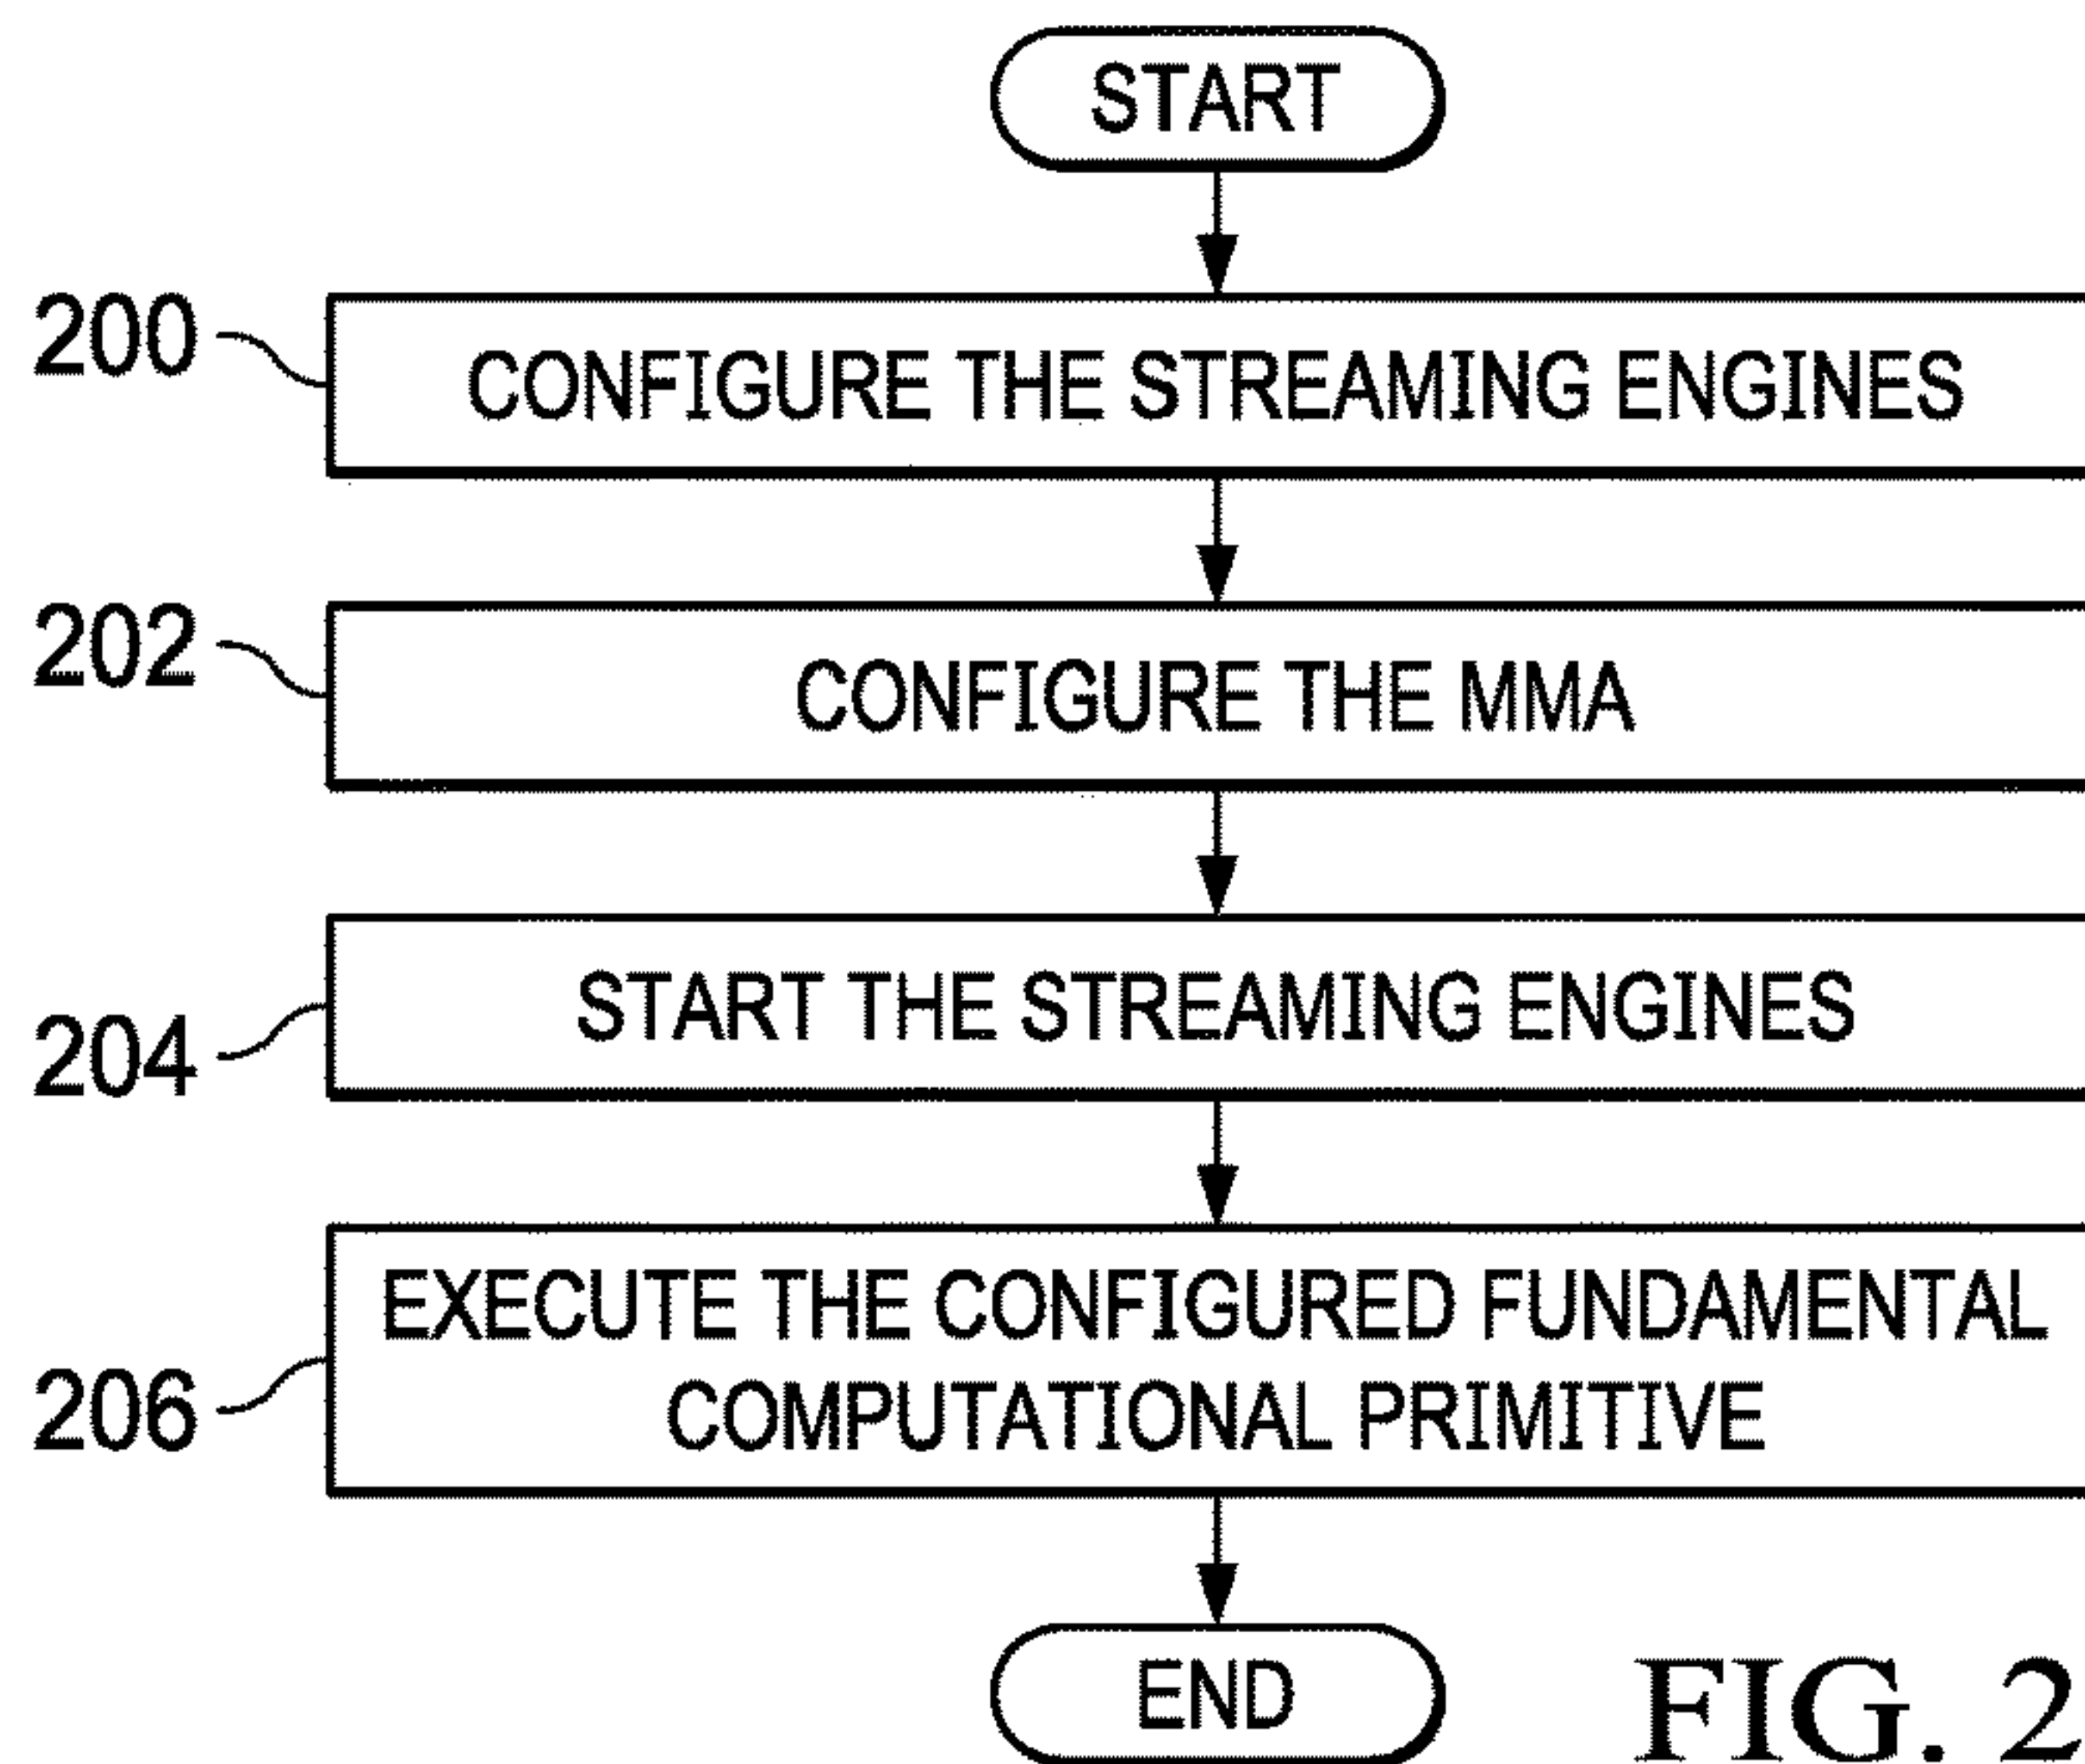 START
200
CONFIGURE THE STREAMING ENGINES
202
CONFIGURE THE MMA
204
START THE STREAMING ENGINES
206
EXECUTE THE CONFIGURED FUNDAMENTAL
COMPUTATIONAL PRIMITIVE
END
FIG. 2